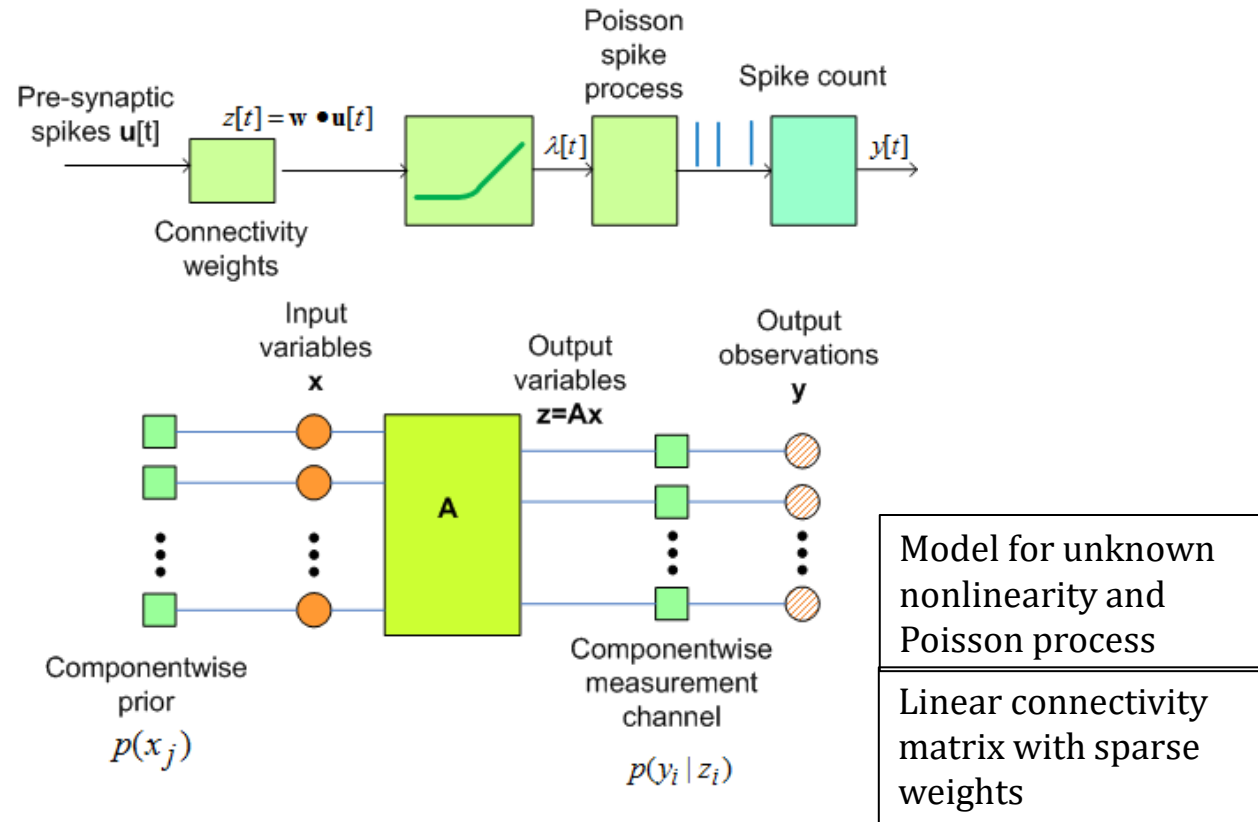 Poisson
spike
process
Spike count
Pre-synaptic
spikes u[t]
z[t] = w • u[t]
λ[t]
y[t]
Connectivity
weights
Input
variables
x
Output
variables
z=Ax
Output
observations
y
A
Componentwise
prior
p(x_j)
Componentwise
measurement
channel
p(y_i | z_i)
Model for unknown
nonlinearity and
Poisson process
Linear connectivity
matrix with sparse
weights